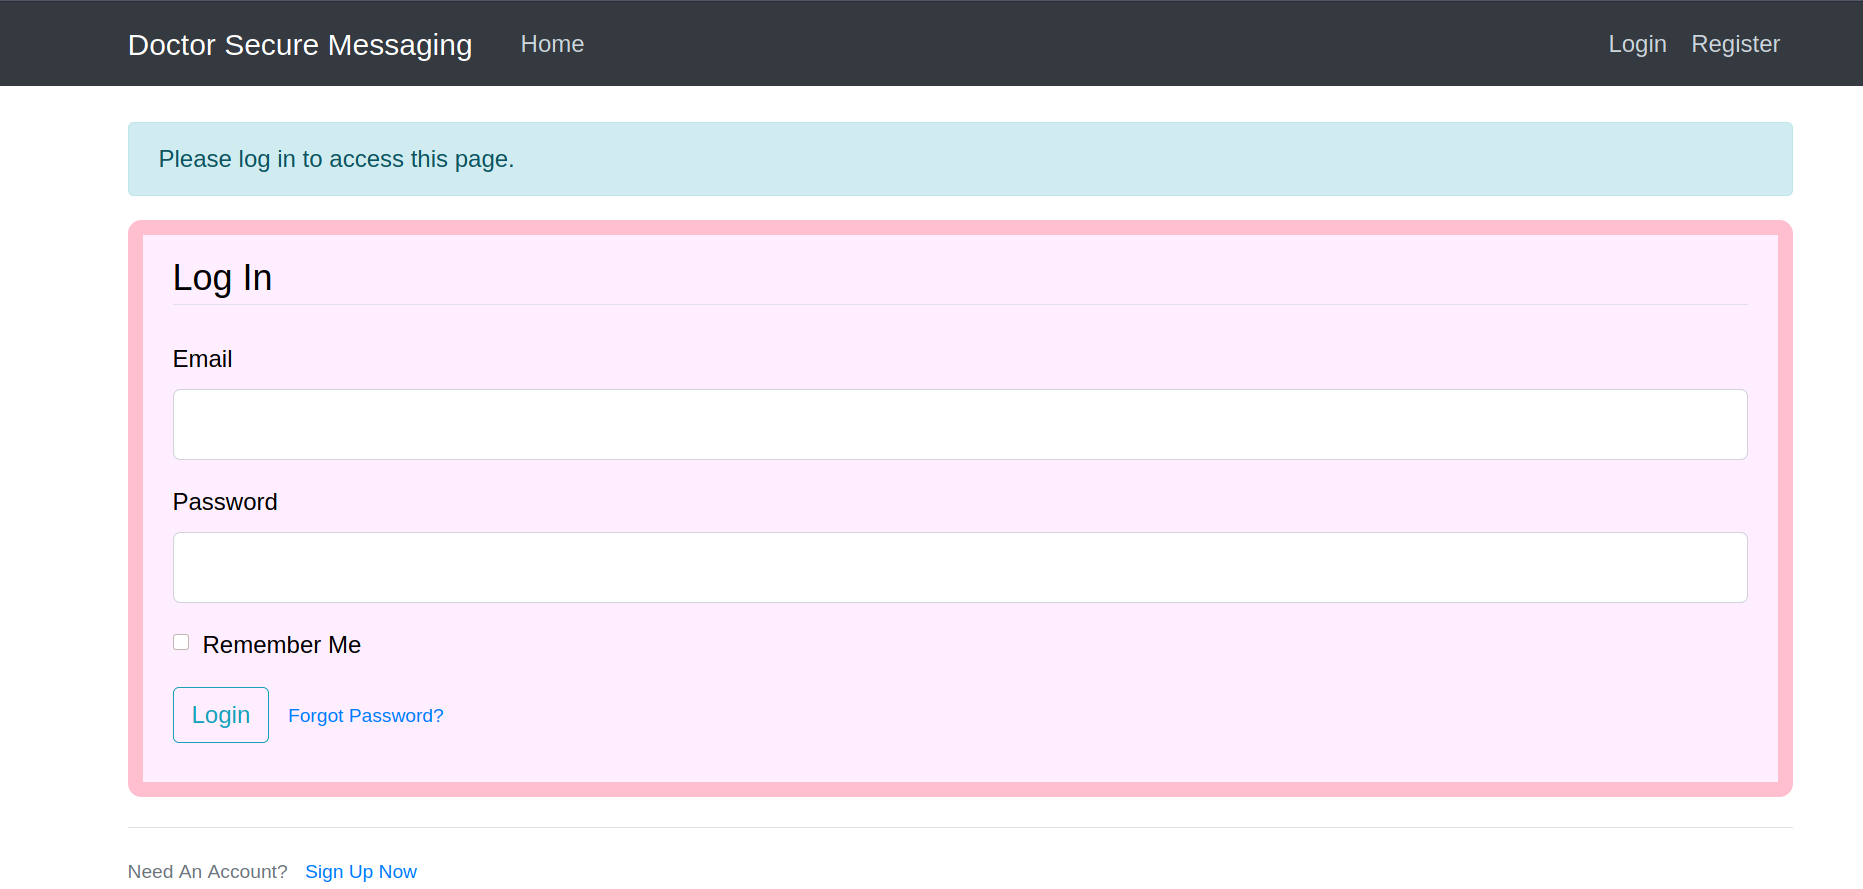 Doctor Secure Messaging Home Login Register
Please log in to access this page.
Log In
Email
Password
Remember Me
Login Forgot Password?
Need An Account? Sign Up Now